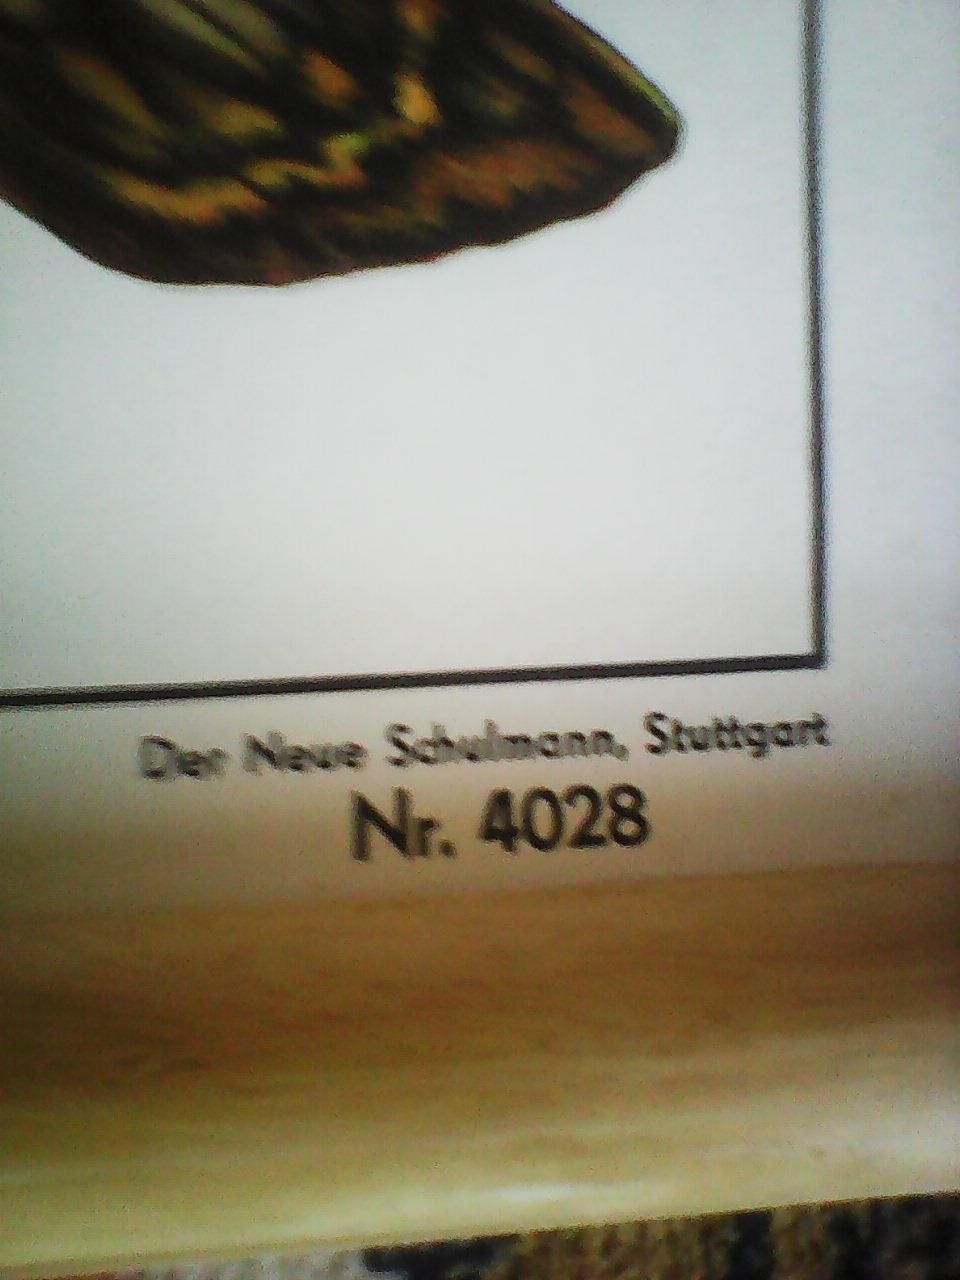 Der Neue Schulmann, Stuttgart
Nr. 4028